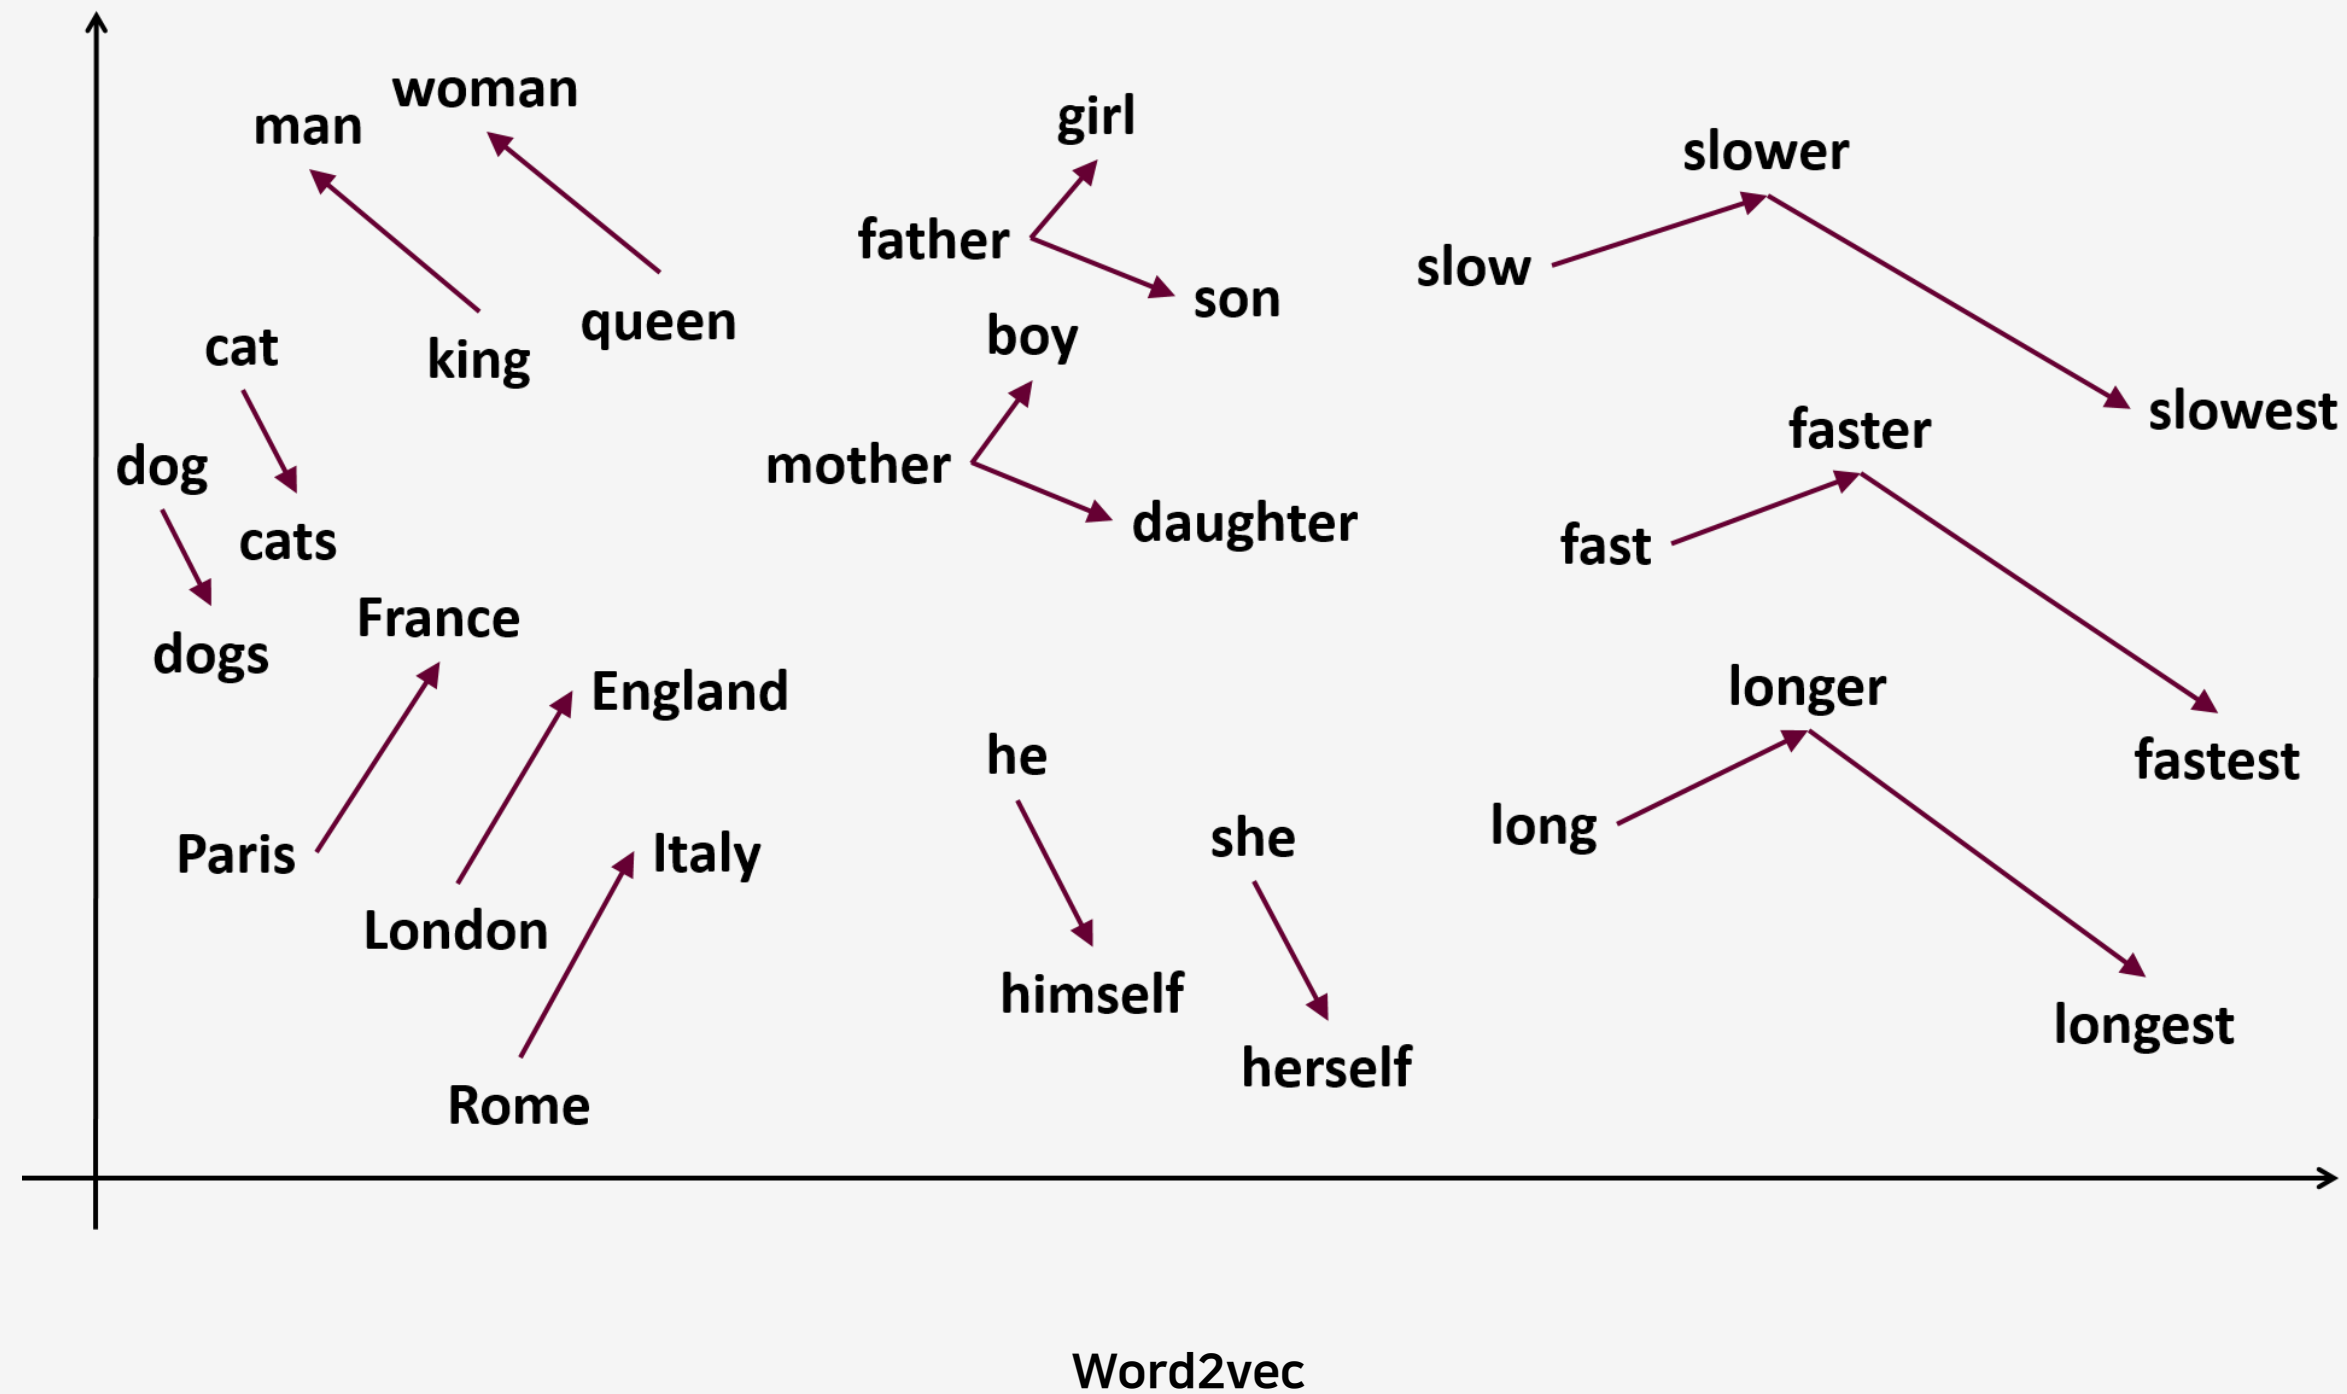 woman
man
girl
slower
father
slow
son
queen
boy
cat
king
slowest
faster
dog
mother
daughter
cats
fast
France
dogs
England
longer
he
fastest
long
she
Paris
Italy
London
himself
longest
herself
Rome
Word2vec